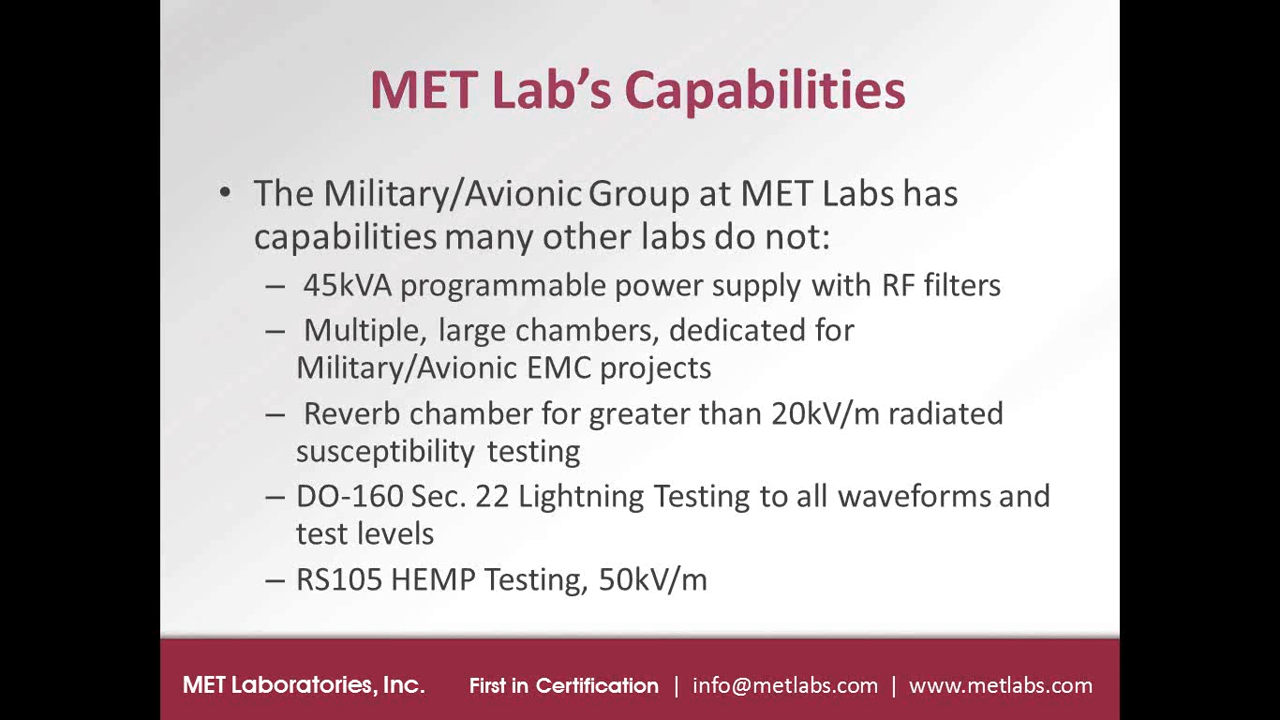 MET Lab's Capabilities
• The Military/Avionic Group at MET Labs has
capabilities many other labs do not:
– 45kVA programmable power supply with RF filters
– Multiple, large chambers, dedicated for
Military/Avionic EMC projects
– Reverb chamber for greater than 20kV/m radiated
susceptibility testing
– DO-160 Sec. 22 Lightning Testing to all waveforms and
test levels
– RS105 HEMP Testing, 50kV/m
MET Laboratories, Inc. First in Certification | info@metlabs.com | www.metlabs.com